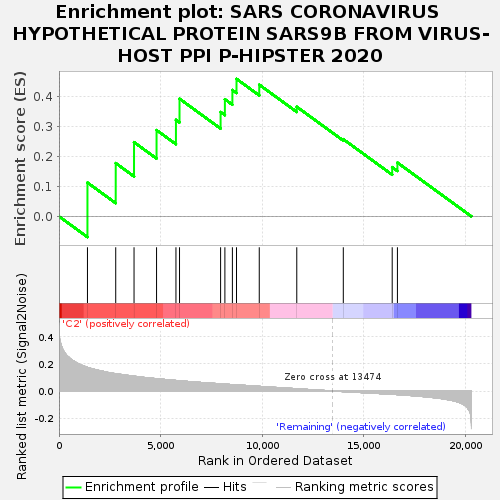 Enrichment plot: SARS CORONAVIRUS
HYPOTHETICAL PROTEIN SARS9B FROM VIRUS-
HOST PPI P-HIPSTER 2020
Enrichment score (ES)
0.4
0.3
0.2
0.1
0.0
'C2' (positively correlated)
Ranked list metric (Signal2Noise)
0.4
0.2
0.0
-0.2
Zero cross at 13474
'Remaining' (negatively correlated)
0
5,000
10,000
15,000
20,000
Rank in Ordered Dataset
Enrichment profile
Hits
Ranking metric scores